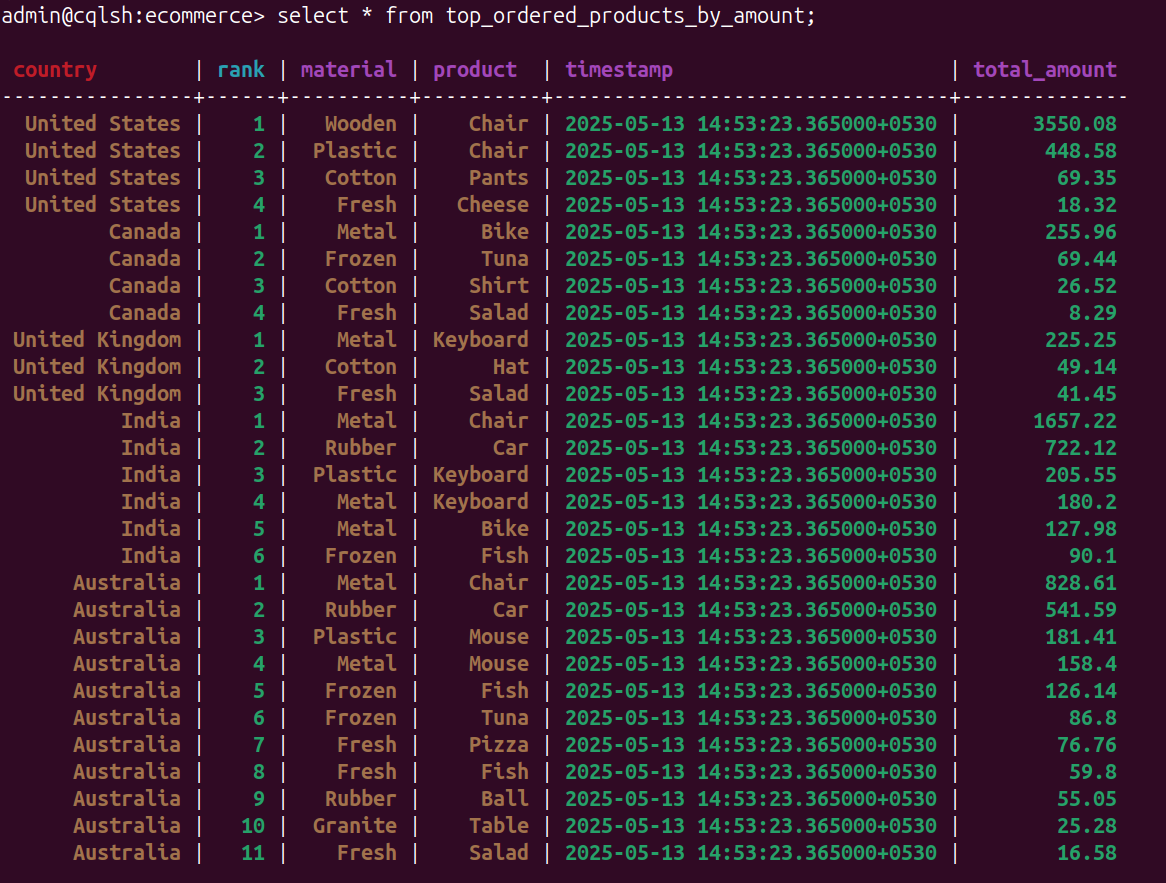 admin@cqlsh:ecommerce> select * from top_ordered_products_by_amount;
 country        | rank | material | product  | timestamp                       | total_amount
----------------+------+----------+----------+---------------------------------+--------------
  United States |    1 |   Wooden |    Chair | 2025-05-13 14:53:23.365000+0530 |      3550.08
  United States |    2 |  Plastic |    Chair | 2025-05-13 14:53:23.365000+0530 |       448.58
  United States |    3 |   Cotton |    Pants | 2025-05-13 14:53:23.365000+0530 |        69.35
  United States |    4 |    Fresh |   Cheese | 2025-05-13 14:53:23.365000+0530 |        18.32
         Canada |    1 |    Metal |     Bike | 2025-05-13 14:53:23.365000+0530 |       255.96
         Canada |    2 |   Frozen |     Tuna | 2025-05-13 14:53:23.365000+0530 |        69.44
         Canada |    3 |   Cotton |    Shirt | 2025-05-13 14:53:23.365000+0530 |        26.52
         Canada |    4 |    Fresh |    Salad | 2025-05-13 14:53:23.365000+0530 |         8.29
 United Kingdom |    1 |    Metal | Keyboard | 2025-05-13 14:53:23.365000+0530 |       225.25
 United Kingdom |    2 |   Cotton |      Hat | 2025-05-13 14:53:23.365000+0530 |        49.14
 United Kingdom |    3 |    Fresh |    Salad | 2025-05-13 14:53:23.365000+0530 |        41.45
          India |    1 |    Metal |    Chair | 2025-05-13 14:53:23.365000+0530 |      1657.22
          India |    2 |   Rubber |      Car | 2025-05-13 14:53:23.365000+0530 |       722.12
          India |    3 |  Plastic | Keyboard | 2025-05-13 14:53:23.365000+0530 |       205.55
          India |    4 |    Metal | Keyboard | 2025-05-13 14:53:23.365000+0530 |        180.2
          India |    5 |    Metal |     Bike | 2025-05-13 14:53:23.365000+0530 |       127.98
          India |    6 |   Frozen |     Fish | 2025-05-13 14:53:23.365000+0530 |         90.1
      Australia |    1 |    Metal |    Chair | 2025-05-13 14:53:23.365000+0530 |       828.61
      Australia |    2 |   Rubber |      Car | 2025-05-13 14:53:23.365000+0530 |       541.59
      Australia |    3 |  Plastic |    Mouse | 2025-05-13 14:53:23.365000+0530 |       181.41
      Australia |    4 |    Metal |    Mouse | 2025-05-13 14:53:23.365000+0530 |        158.4
      Australia |    5 |   Frozen |     Fish | 2025-05-13 14:53:23.365000+0530 |       126.14
      Australia |    6 |   Frozen |     Tuna | 2025-05-13 14:53:23.365000+0530 |         86.8
      Australia |    7 |    Fresh |    Pizza | 2025-05-13 14:53:23.365000+0530 |        76.76
      Australia |    8 |    Fresh |     Fish | 2025-05-13 14:53:23.365000+0530 |         59.8
      Australia |    9 |   Rubber |     Ball | 2025-05-13 14:53:23.365000+0530 |        55.05
      Australia |   10 |  Granite |    Table | 2025-05-13 14:53:23.365000+0530 |        25.28
      Australia |   11 |    Fresh |    Salad | 2025-05-13 14:53:23.365000+0530 |        16.58